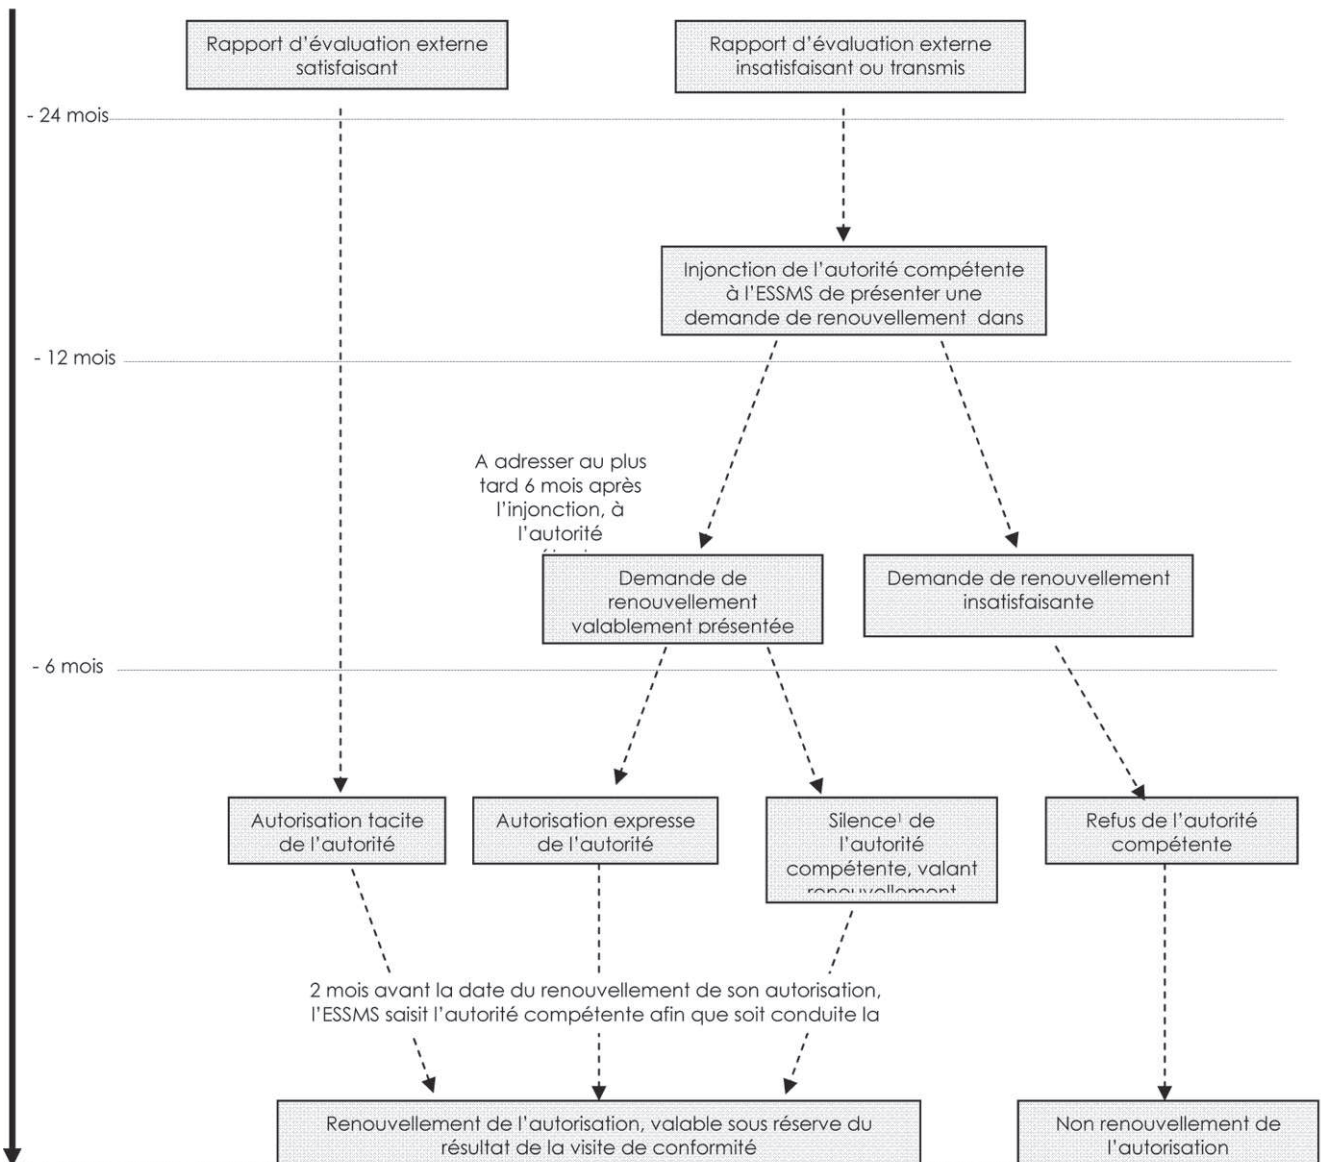 Rapport d’évaluation externe
satisfaisant
Rapport d’évaluation externe
insatisfaisant ou transmis
- 24 mois
Injonction de l’autorité compétente
à l’ESSMS de présenter une
demande de renouvellement dans
- 12 mois
A adresser au plus
tard 6 mois après
l’injonction, à
l’autorité
Demande de
renouvellement
valablement présentée
Demande de renouvellement
insatisfaisante
- 6 mois
Autorisation tacite
de l’autorité
Autorisation expresse
de l’autorité
Silence¹ de
l’autorité
compétente, valant
renouvellement
Refus de l’autorité
compétente
2 mois avant la date du renouvellement de son autorisation,
l’ESSMS saisit l’autorité compétente afin que soit conduite la
Renouvellement de l’autorisation, valable sous réserve du
résultat de la visite de conformité
Non renouvellement de
l’autorisation